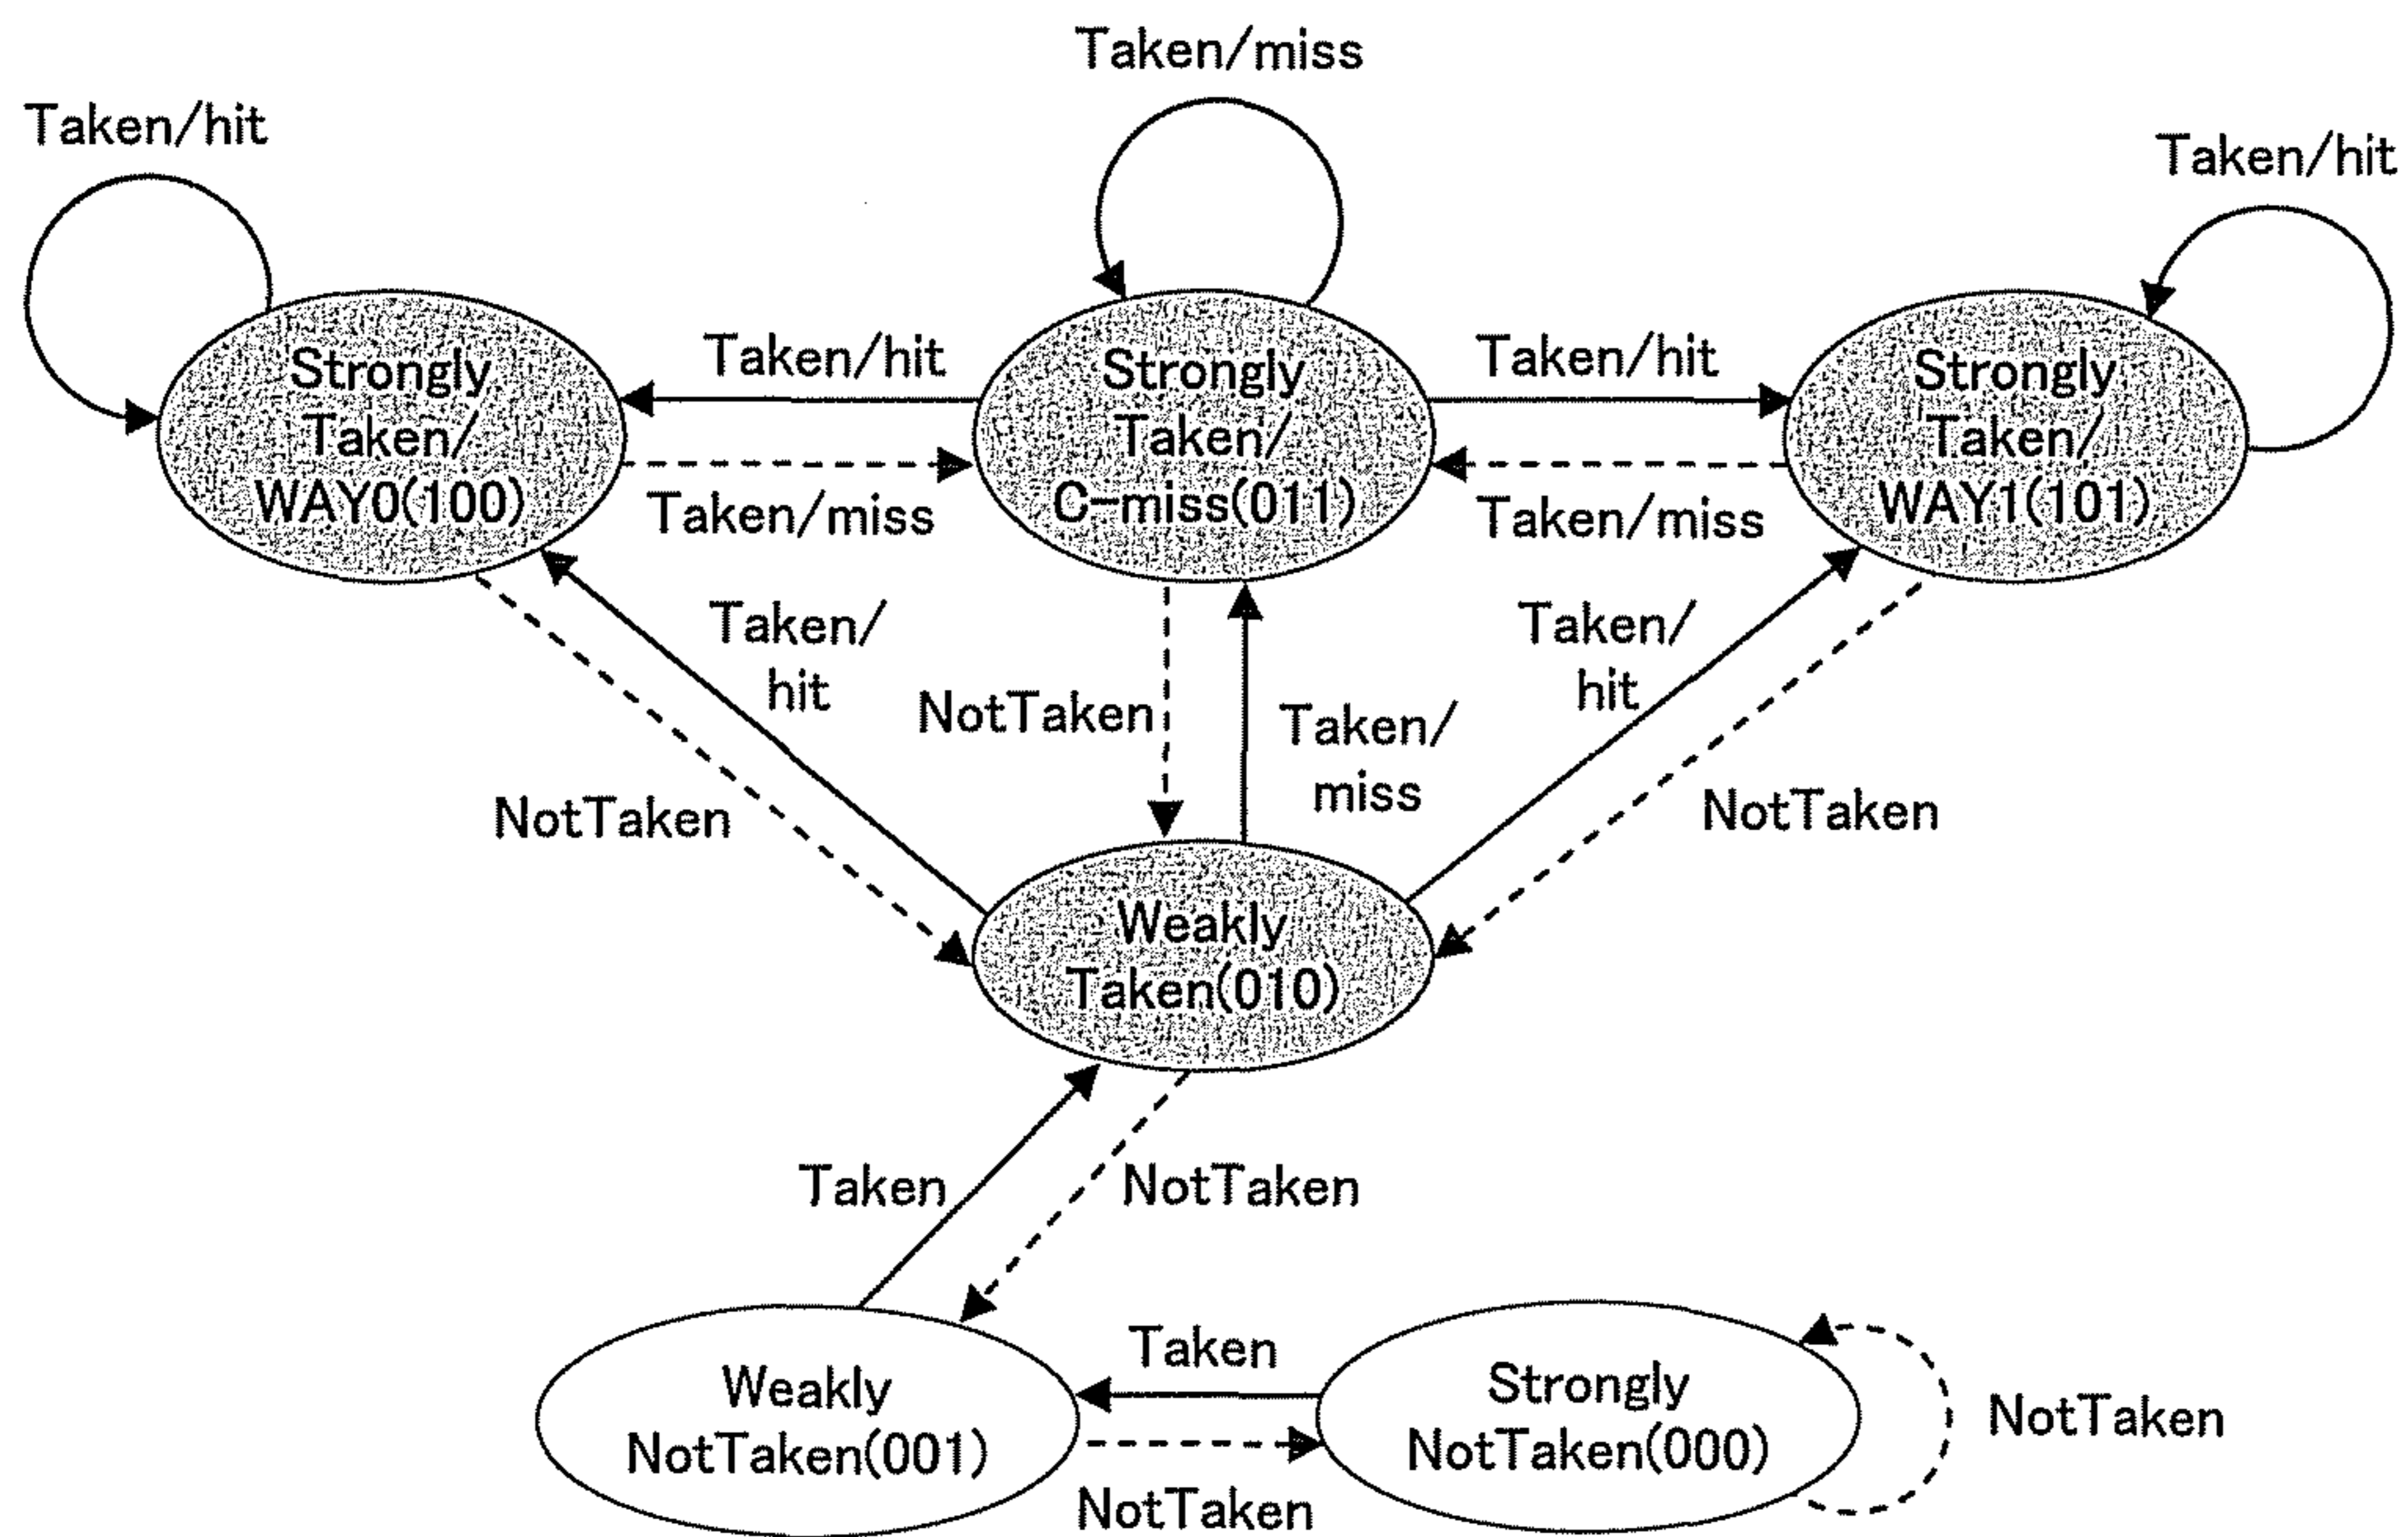 Taken/miss
Taken/hit
Taken/hit
Strongly
Taken/
WAY0(100)
Taken/hit
Taken/miss
Strongly
Taken/
C-miss(011)
Taken/hit
Taken/miss
Strongly
Taken/
WAY1(101)
Taken/
hit
NotTaken
NotTaken
Taken/
miss
Taken/
hit
NotTaken
Weakly
Taken(010)
Taken
NotTaken
Weakly
NotTaken(001)
Taken
NotTaken
Strongly
NotTaken(000)
NotTaken